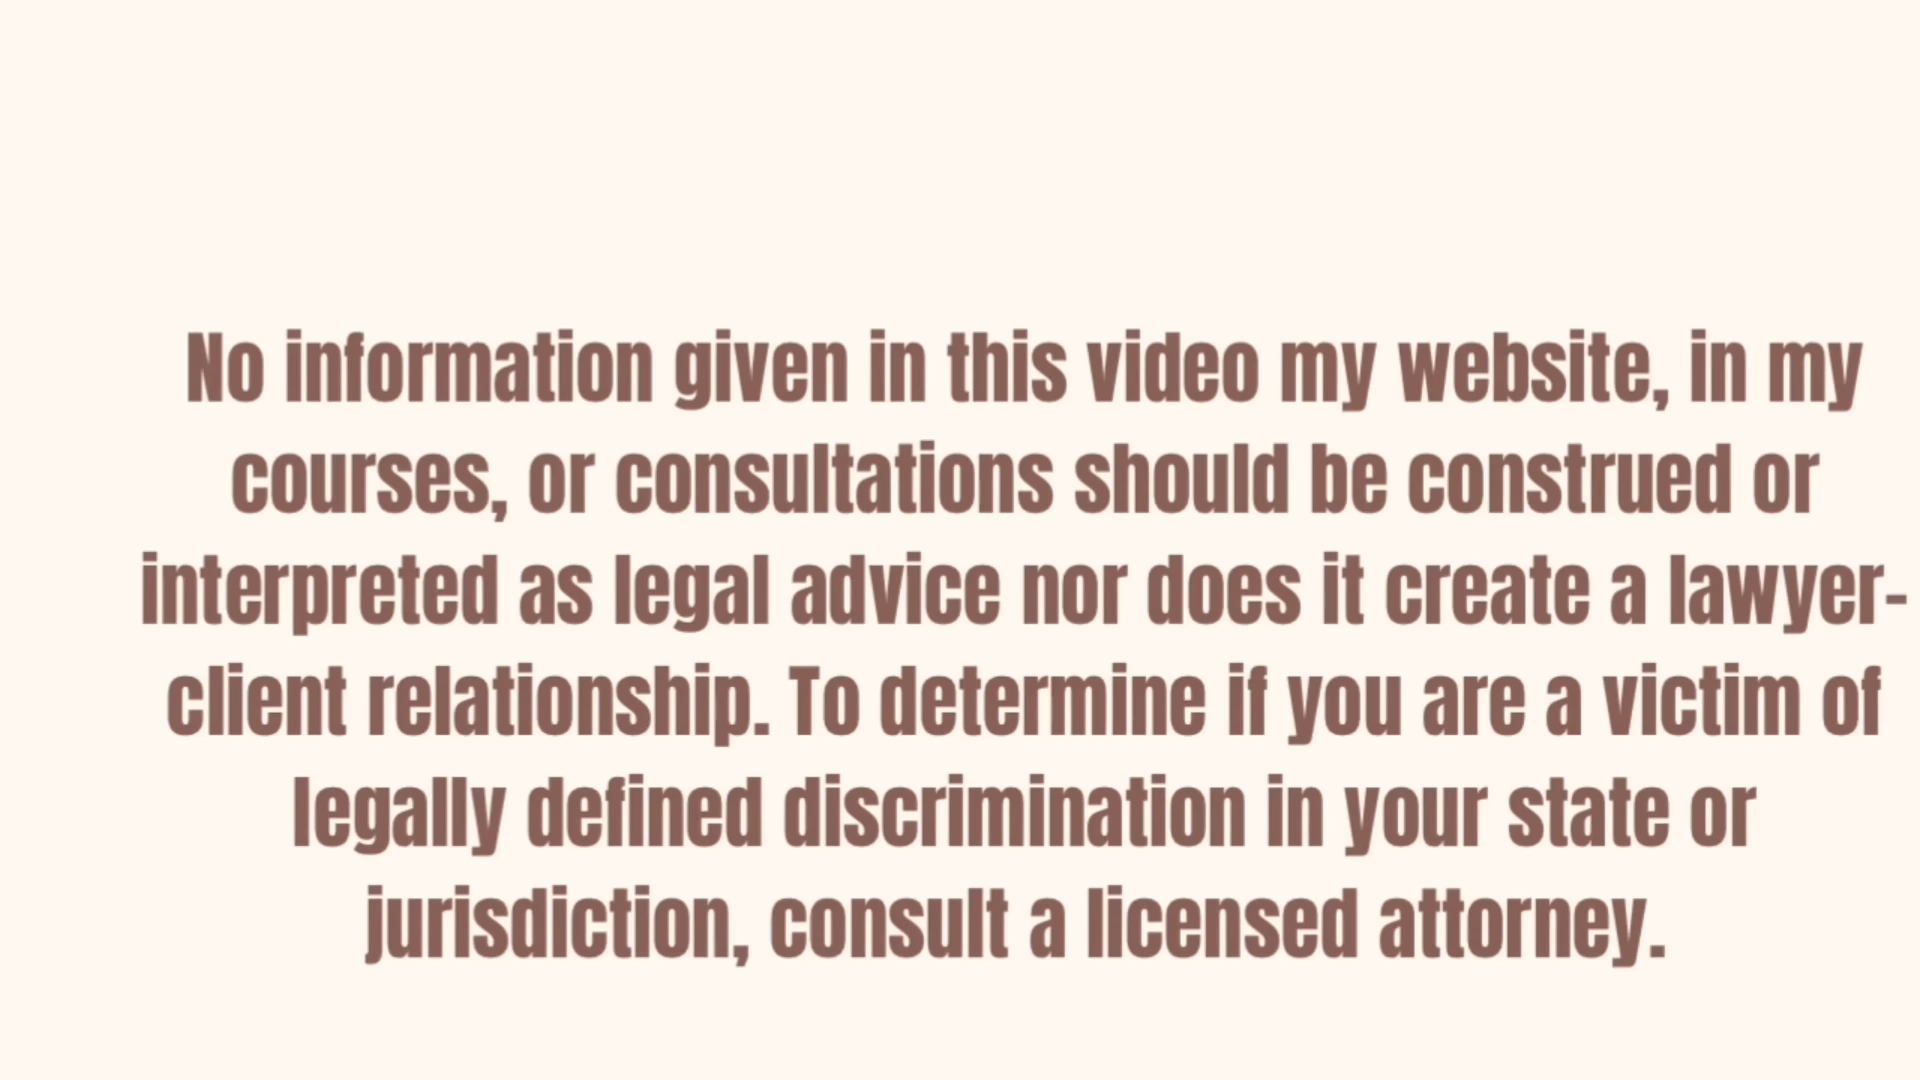 No information given in this video my website, in my
courses, or consultations should be construed or
interpreted as legal advice nor does it create a lawyer-
client relationship. To determine if you are a victim of
legally defined discrimination in your state or
jurisdiction, consult a licensed attorney.